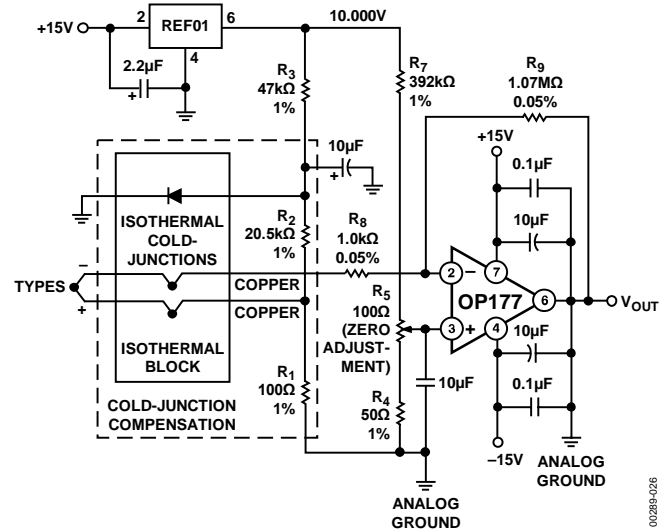 +15V
2
REF01
6
10.000V
4
2.2µF
+
R3
47kΩ
1%
R7
392kΩ
1%
R9
1.07MΩ
0.05%
+15V
10µF
+
0.1µF
ISOTHERMAL
COLD-
JUNCTIONS
R2
20.5kΩ
1%
R8
1.0kΩ
0.05%
10µF
+
–
TYPES
+
COPPER
COPPER
2
–
7
OP177
6
VOUT
3
+
4
R5
100Ω
(ZERO
ADJUST-
MENT)
ISOTHERMAL
BLOCK
R1
100Ω
1%
10µF
+
10µF
0.1µF
R4
50Ω
1%
COLD-JUNCTION
COMPENSATION
–15V
ANALOG
GROUND
ANALOG
GROUND
00289-026